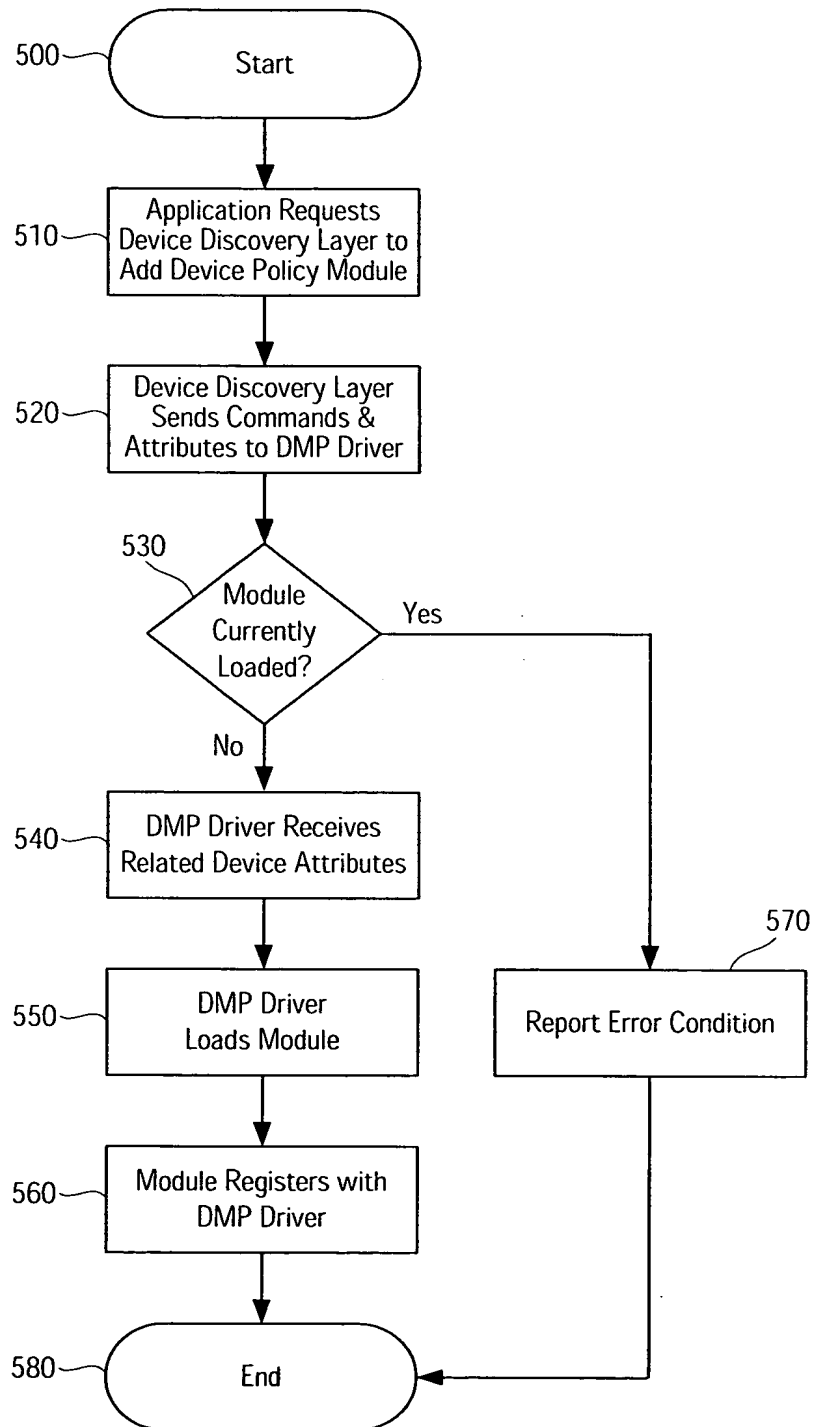 500
Start
510
Application Requests
Device Discovery Layer to
Add Device Policy Module
520
Device Discovery Layer
Sends Commands &
Attributes to DMP Driver
530
Module
Currently
Loaded?
Yes
No
540
DMP Driver Receives
Related Device Attributes
550
DMP Driver
Loads Module
570
Report Error Condition
560
Module Registers with
DMP Driver
580
End